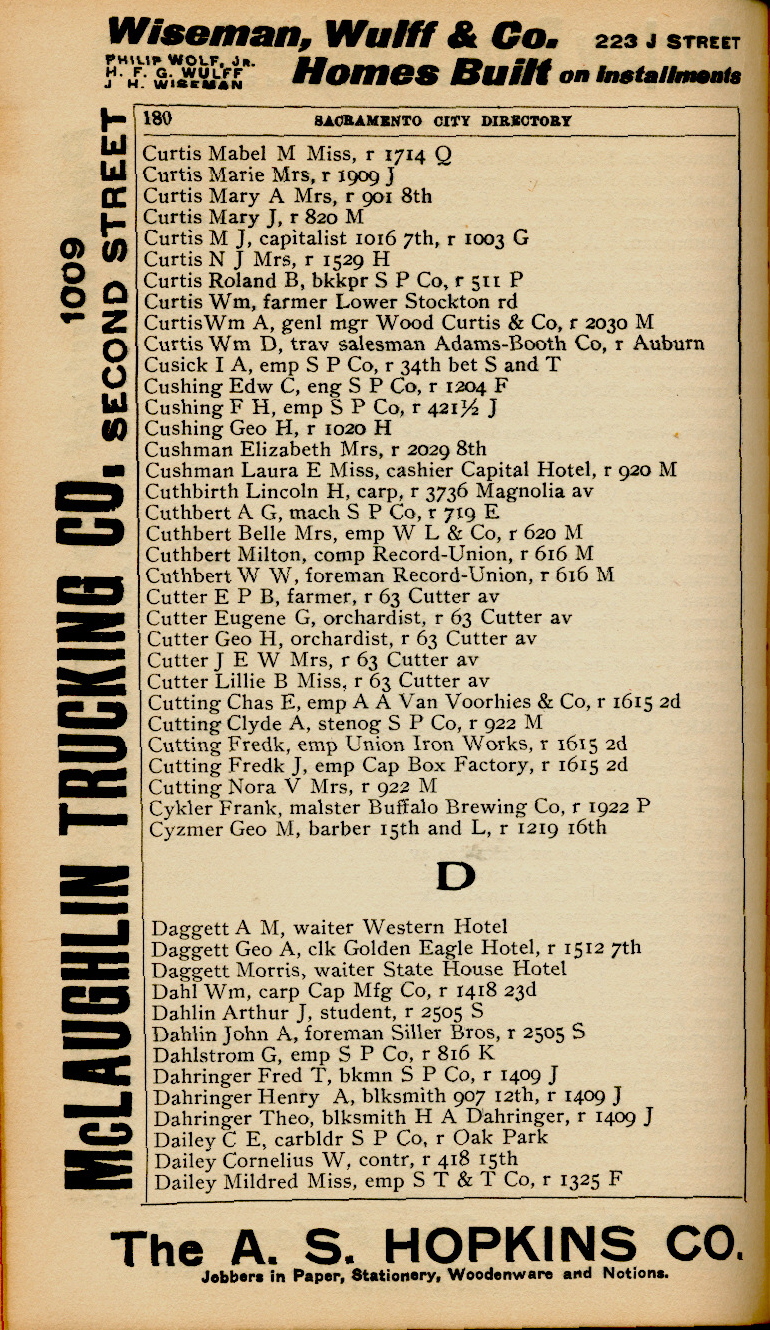 Wiseman, Wulff & Co. 223 J STREET
PHILIP WOLF, JR.
H. F. G. WULFF
J H. WISEMAN
Homes Built on Installments
180 SACRAMENTO CITY DIRECTORY
Curtis Mabel M Miss, r 1714 Q
Curtis Marie Mrs, r 1909 J
Curtis Mary A Mrs, r 901 8th
Curtis Mary J, r 820 M
Curtis M J, capitalist 1016 7th, r 1003 G
Curtis N J Mrs, r 1529 H
Curtis Roland B, bkkpr S P Co, r 511 P
Curtis Wm, farmer Lower Stockton rd
CurtisWm A, genl mgr Wood Curtis & Co, r 2030 M
Curtis Wm D, trav salesman Adams-Booth Co, r Auburn
Cusick I A, emp S P Co, r 34th bet S and T
Cushing Edw C, eng S P Co, r 1204 F
Cushing F H, emp S P Co, r 421½ J
Cushing Geo H, r 1020 H
Cushman Elizabeth Mrs, r 2029 8th
Cushman Laura E Miss, cashier Capital Hotel, r 920 M
Cuthbirth Lincoln H, carp, r 3736 Magnolia av
Cuthbert A G, mach S P Co, r 719 E
Cuthbert Belle Mrs, emp W L & Co, r 620 M
Cuthbert Milton, comp Record-Union, r 616 M
Cuthbert W W, foreman Record-Union, r 616 M
Cutter E P B, farmer, r 63 Cutter av
Cutter Eugene G, orchardist, r 63 Cutter av
Cutter Geo H, orchardist, r 63 Cutter av
Cutter J E W Mrs, r 63 Cutter av
Cutter Lillie B Miss, r 63 Cutter av
Cutting Chas E, emp A A Van Voorhies & Co, r 1615 2d
Cutting Clyde A, stenog S P Co, r 922 M
Cutting Fredk, emp Union Iron Works, r 1615 2d
Cutting Fredk J, emp Cap Box Factory, r 1615 2d
Cutting Nora V Mrs, r 922 M
Cykler Frank, malster Buffalo Brewing Co, r 1922 P
Cyzmer Geo M, barber 15th and L, r 1219 16th
D
Daggett A M, waiter Western Hotel
Daggett Geo A, clk Golden Eagle Hotel, r 1512 7th
Daggett Morris, waiter State House Hotel
Dahl Wm, carp Cap Mfg Co, r 1418 23d
Dahlin Arthur J, student, r 2505 S
Dahlin John A, foreman Siller Bros, r 2505 S
Dahlstrom G, emp S P Co, r 816 K
Dahringer Fred T, bkmn S P Co, r 1409 J
Dahringer Henry A, blksmith 907 12th, r 1409 J
Dahringer Theo, blksmith H A Dahringer, r 1409 J
Dailey C E, carbldr S P Co, r Oak Park
Dailey Cornelius W, contr, r 418 15th
Dailey Mildred Miss, emp S T & T Co, r 1325 F
McLAUGHLIN TRUCKING CO. 1009 SECOND STREET
The A. S. HOPKINS CO.
Jobbers in Paper, Stationery, Woodenware and Notions.